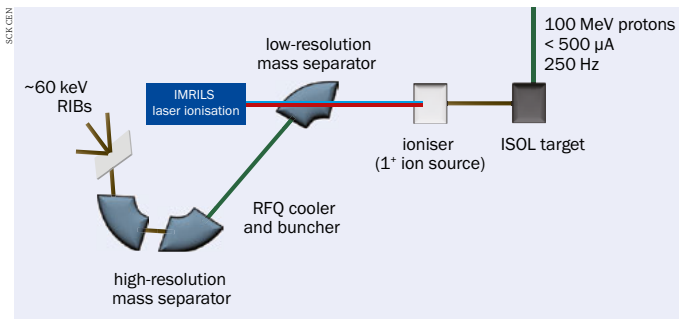 SCK CEN
100 MeV protons
< 500 µA
250 Hz
low-resolution
mass separator
~60 keV
RIBs
IMRILS
laser ionisation
ioniser
(1⁺ ion source)
ISOL target
RFQ cooler
and buncher
high-resolution
mass separator